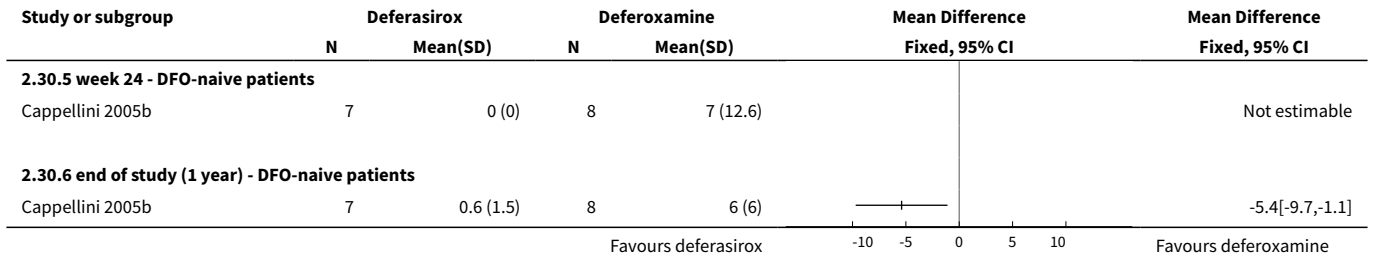 Study or subgroup Deferasirox Deferoxamine Mean Difference Mean Difference
N Mean(SD) N Mean(SD) Fixed, 95% CI Fixed, 95% CI
2.30.5 week 24 - DFO-naive patients
Cappellini 2005b 7 0 (0) 8 7 (12.6) Not estimable
2.30.6 end of study (1 year) - DFO-naive patients
Cappellini 2005b 7 0.6 (1.5) 8 6 (6) -5.4[-9.7,-1.1]
Favours deferasirox -10 -5 0 5 10 Favours deferoxamine